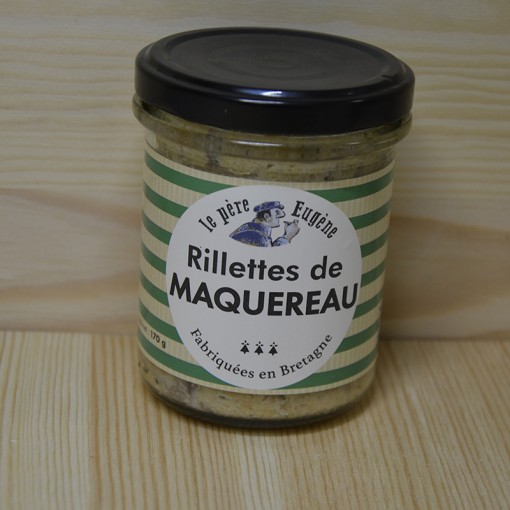 le père Eugène
Rillettes de
MAQUEREAU
Fabriquées en Bretagne
170 g